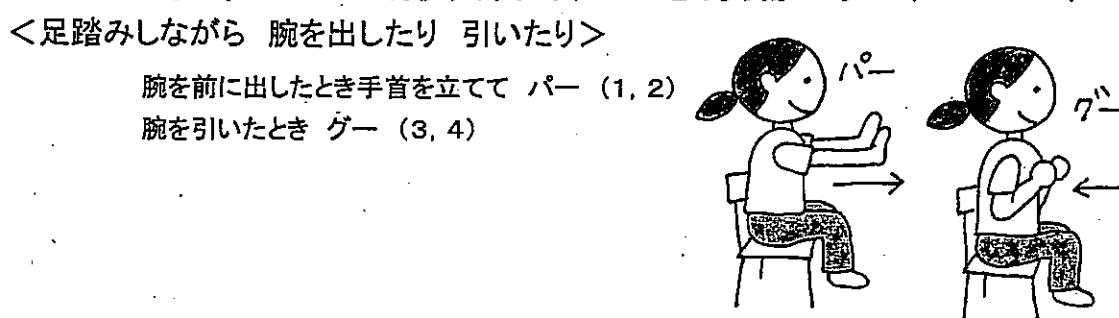 ＜足踏みしながら 腕を出したり 引いたり＞
腕を前に出したとき手首を立てて パー (1, 2)
腕を引いたとき グー (3, 4)
パー
グー